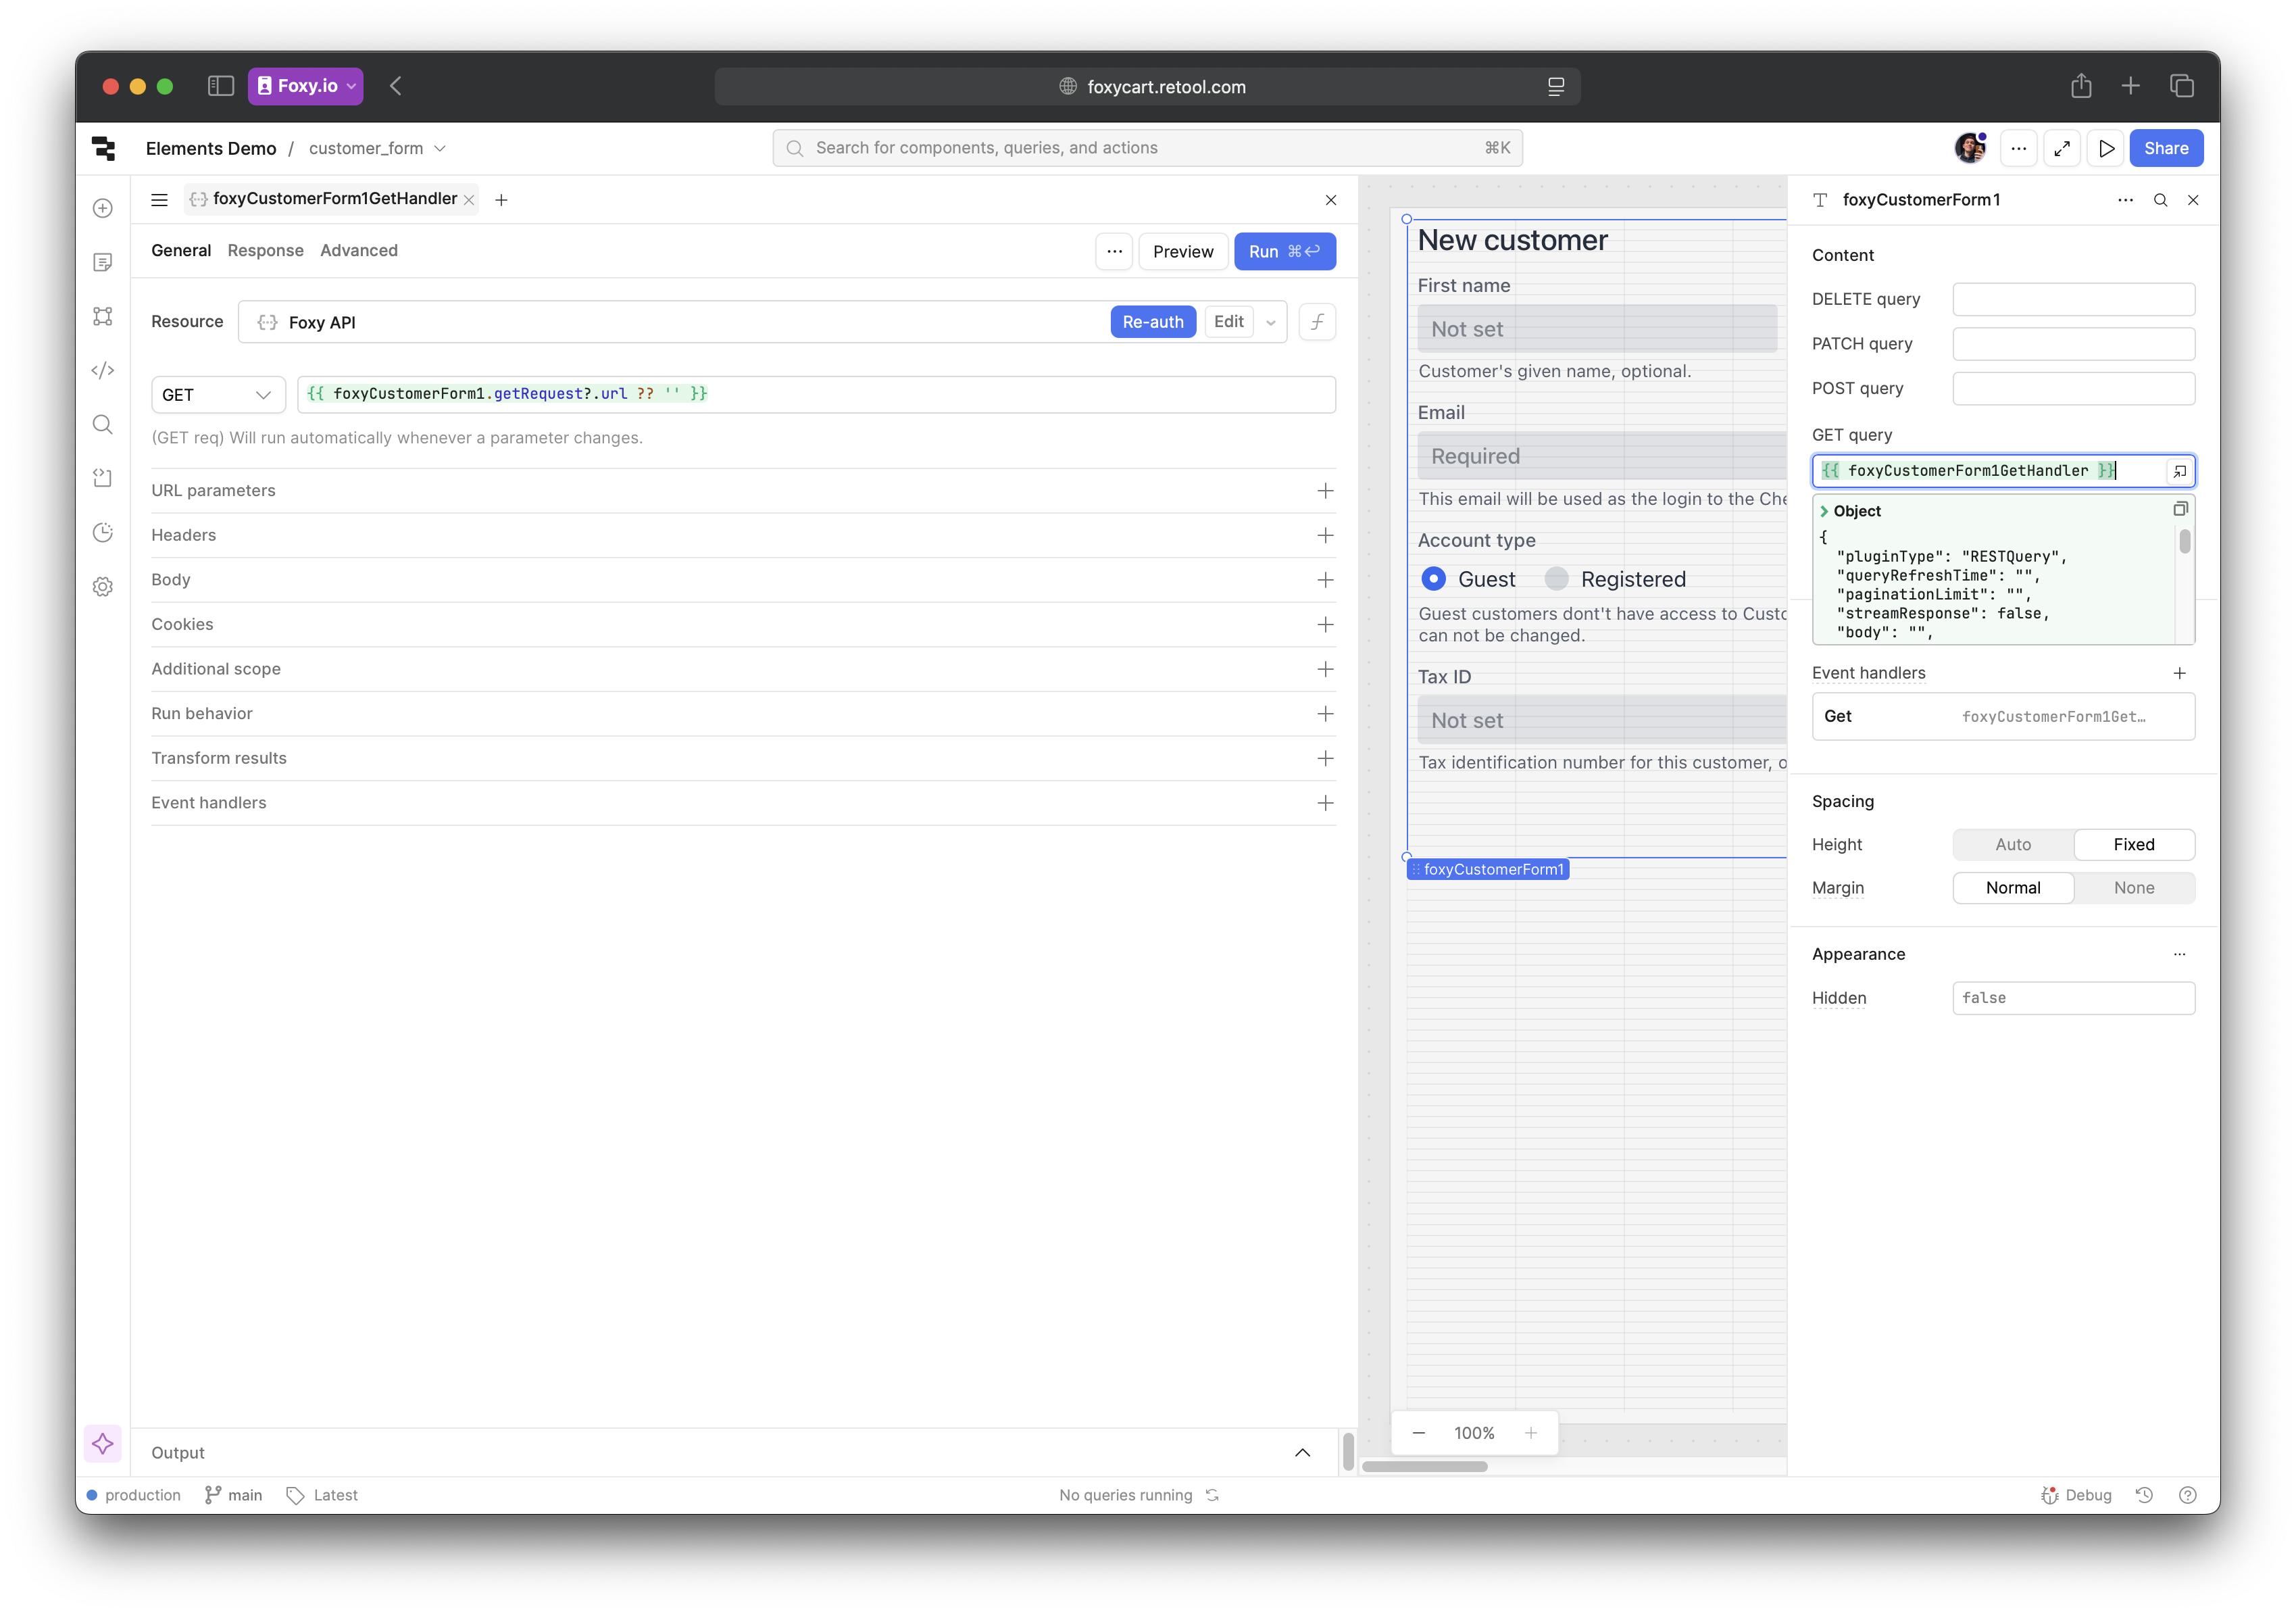 Foxy.io
foxycart.retool.com
Elements Demo / customer_form
Search for components, queries, and actions
⌘K
Share
foxyCustomerForm1GetHandler
General
Response
Advanced
Preview
Run ⌘↩
Resource
Foxy API
Re-auth
Edit
GET
{{ foxyCustomerForm1.getRequest?.url ?? '' }}
(GET req) Will run automatically whenever a parameter changes.
URL parameters
Headers
Body
Cookies
Additional scope
Run behavior
Transform results
Event handlers
Output
New customer
First name
Not set
Customer's given name, optional.
Email
Required
This email will be used as the login to the Che
Account type
Guest
Registered
Guest customers dont't have access to Custo
can not be changed.
Tax ID
Not set
Tax identification number for this customer, o
foxyCustomerForm1
100%
foxyCustomerForm1
Content
DELETE query
PATCH query
POST query
GET query
{{ foxyCustomerForm1GetHandler }}
Object
{
"pluginType": "RESTQuery",
"queryRefreshTime": "",
"paginationLimit": "",
"streamResponse": false,
"body": "",
Event handlers
Get foxyCustomerForm1Get…
Spacing
Height
Auto
Fixed
Margin
Normal
None
Appearance
Hidden
false
production
main
Latest
No queries running
Debug